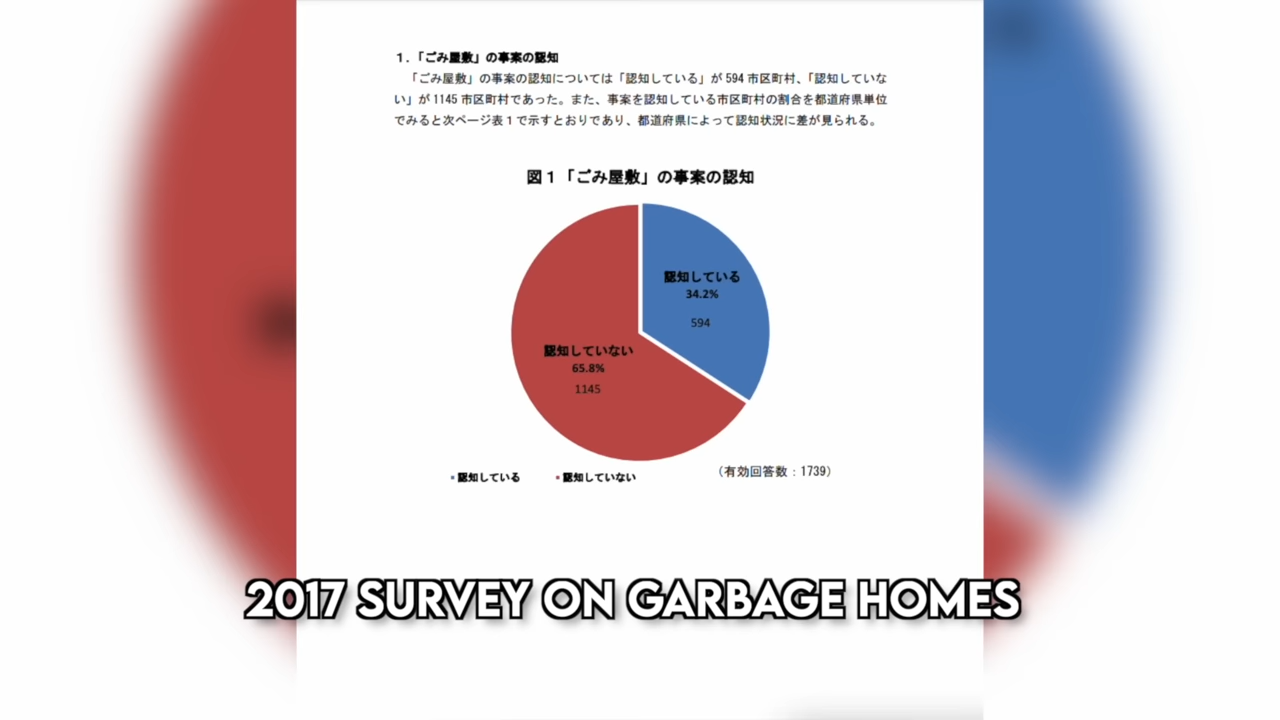 １．「ごみ屋敷」の事案の認知
「ごみ屋敷」の事案の認知については「認知している」が 594 市区町村、「認知していな
い」が 1145 市区町村であった。また、事案を認知している市区町村の割合を都道府県単位
でみると次ページ表１で示すとおりであり、都道府県によって認知状況に差が見られる。
図１「ごみ屋敷」の事案の認知
認知している
34.2%
594
認知していない
65.8%
1145
認知している 認知していない
（有効回答数：1739）
2017 SURVEY ON GARBAGE HOMES